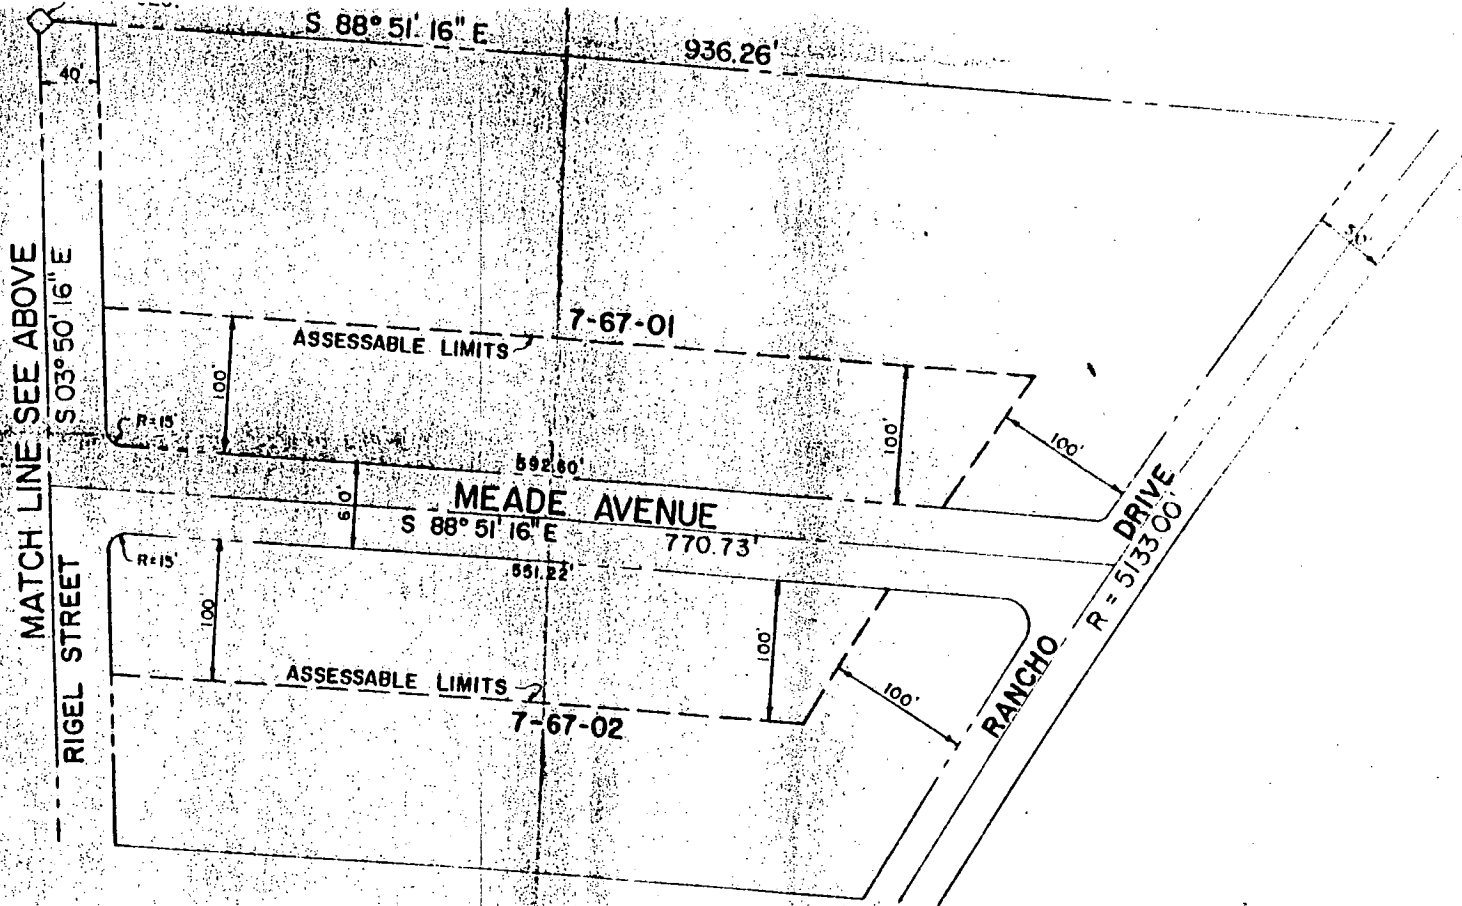 S 88° 51' 16" E
936.26'
40'
50'
MATCH LINE SEE ABOVE
S 03° 50' 16" E
7-67-01
ASSESSABLE LIMITS
100'
R=15'
100'
100'
592.60'
MEADE AVENUE
60'
S 88° 51' 16" E
770.73'
DRIVE
R = 5133.00'
R=15'
551.22'
RIGEL STREET
100'
100'
ASSESSABLE LIMITS
100'
RANCHO
7-67-02